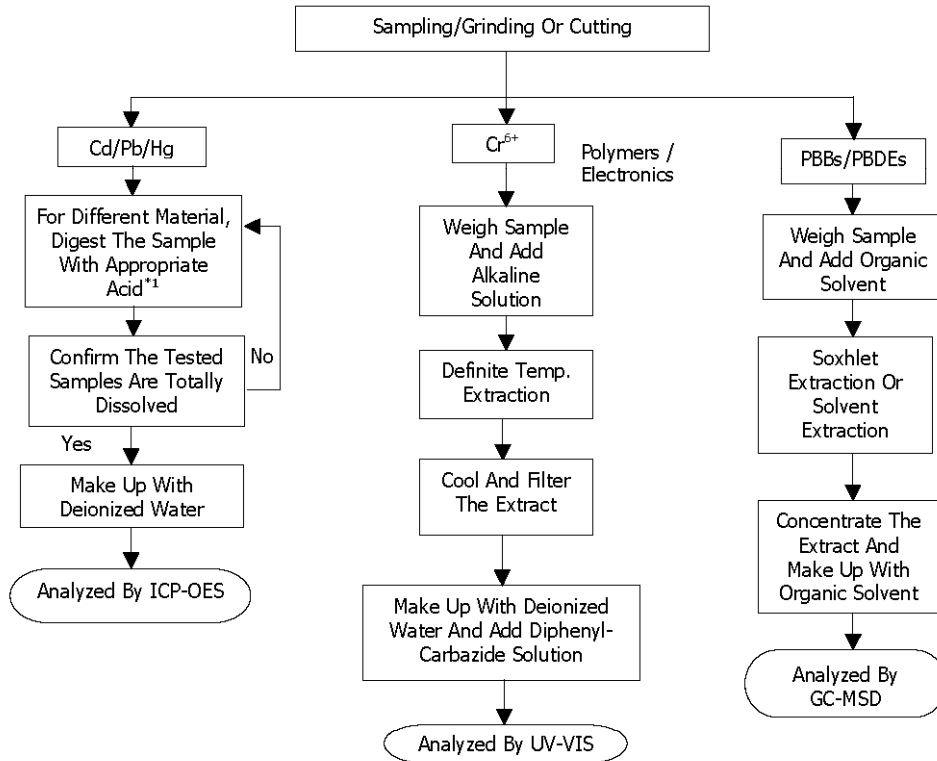 Sampling/Grinding Or Cutting
Cd/Pb/Hg
For Different Material,
Digest The Sample
With Appropriate
Acid*1
Confirm The Tested
Samples Are Totally
Dissolved
No
Yes
Make Up With
Deionized Water
Analyzed By ICP-OES
Cr6+
Polymers /
Electronics
Weigh Sample
And Add
Alkaline
Solution
Definite Temp.
Extraction
Cool And Filter
The Extract
Make Up With Deionized
Water And Add Diphenyl-
Carbazide Solution
Analyzed By UV-VIS
PBBs/PBDEs
Weigh Sample
And Add Organic
Solvent
Soxhlet
Extraction Or
Solvent
Extraction
Concentrate The
Extract And
Make Up With
Organic Solvent
Analyzed By
GC-MSD